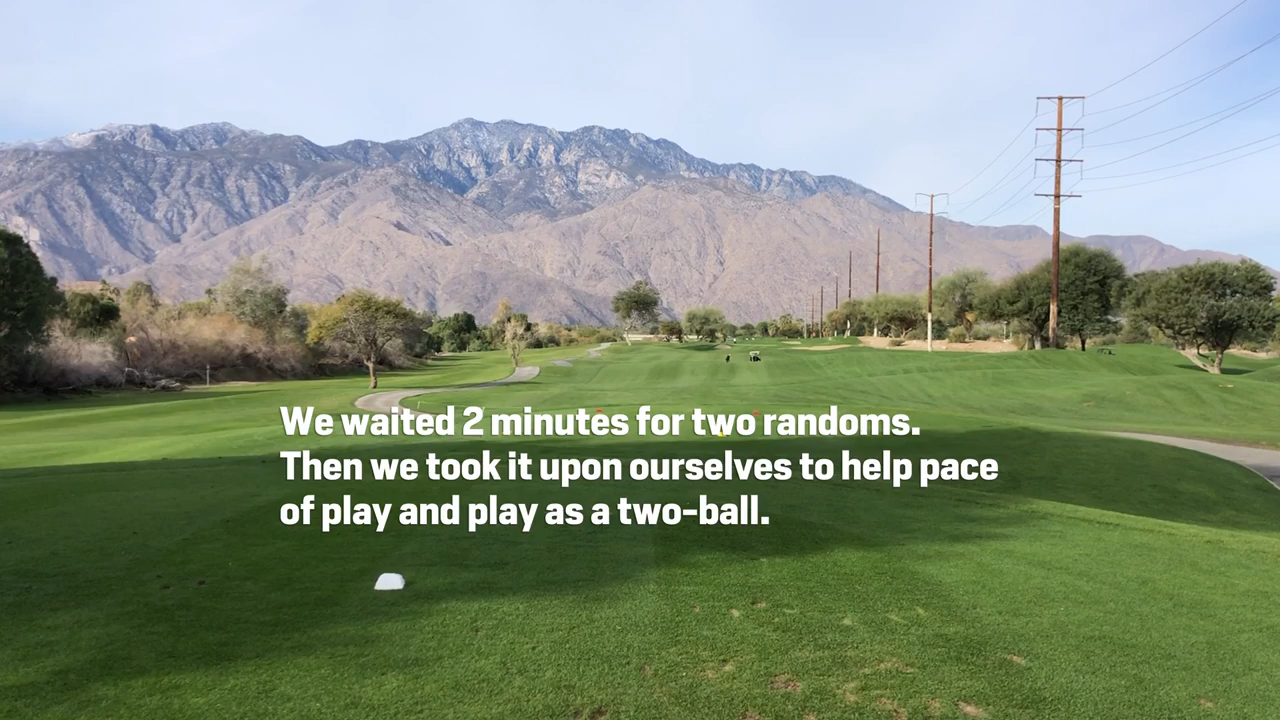 We waited 2 minutes for two randoms.
Then we took it upon ourselves to help pace
of play and play as a two-ball.